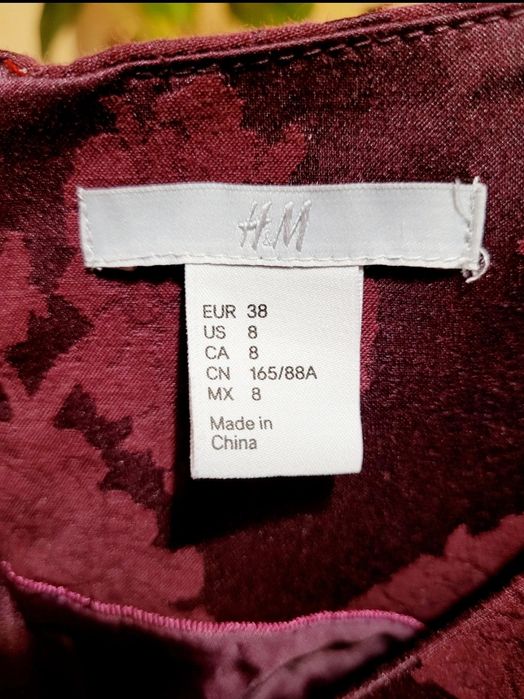 H&M
EUR 38
US 8
CA 8
CN 165/88A
MX 8
Made in
China